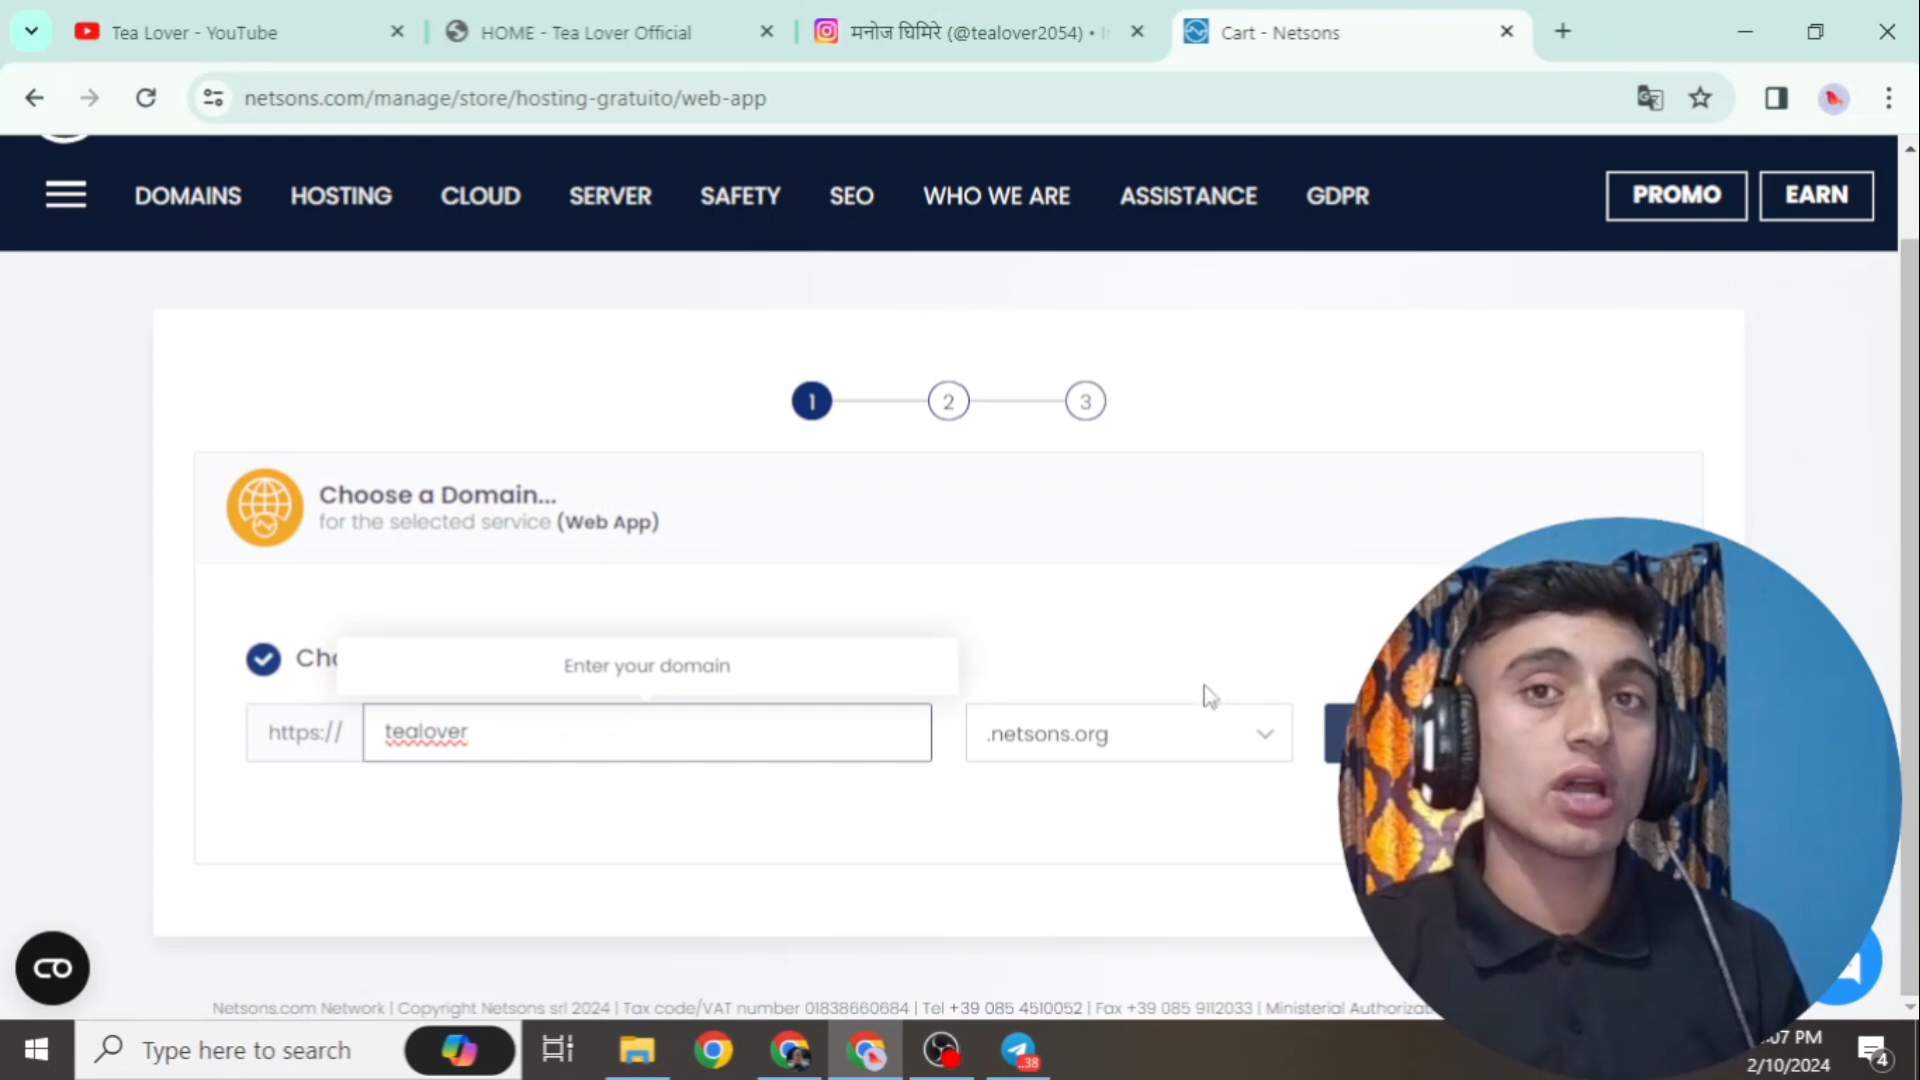 Tea Lover - YouTube
HOME - Tea Lover Official
मनोज घिमिरे (@tealover2054) •
Cart - Netsons
netsons.com/manage/store/hosting-gratuito/web-app
DOMAINS HOSTING CLOUD SERVER SAFETY SEO WHO WE ARE ASSISTANCE GDPR PROMO EARN
1 2 3
Choose a Domain...
for the selected service (Web App)
Enter your domain
https:// tealover .netsons.org
Netsons.com Network | Copyright Netsons srl 2024 | Tax code/VAT number 01838660684 | Tel +39 085 4510052 | Fax +39 085 9112033 | Ministerial
Type here to search
38
07 PM
2/10/2024
4